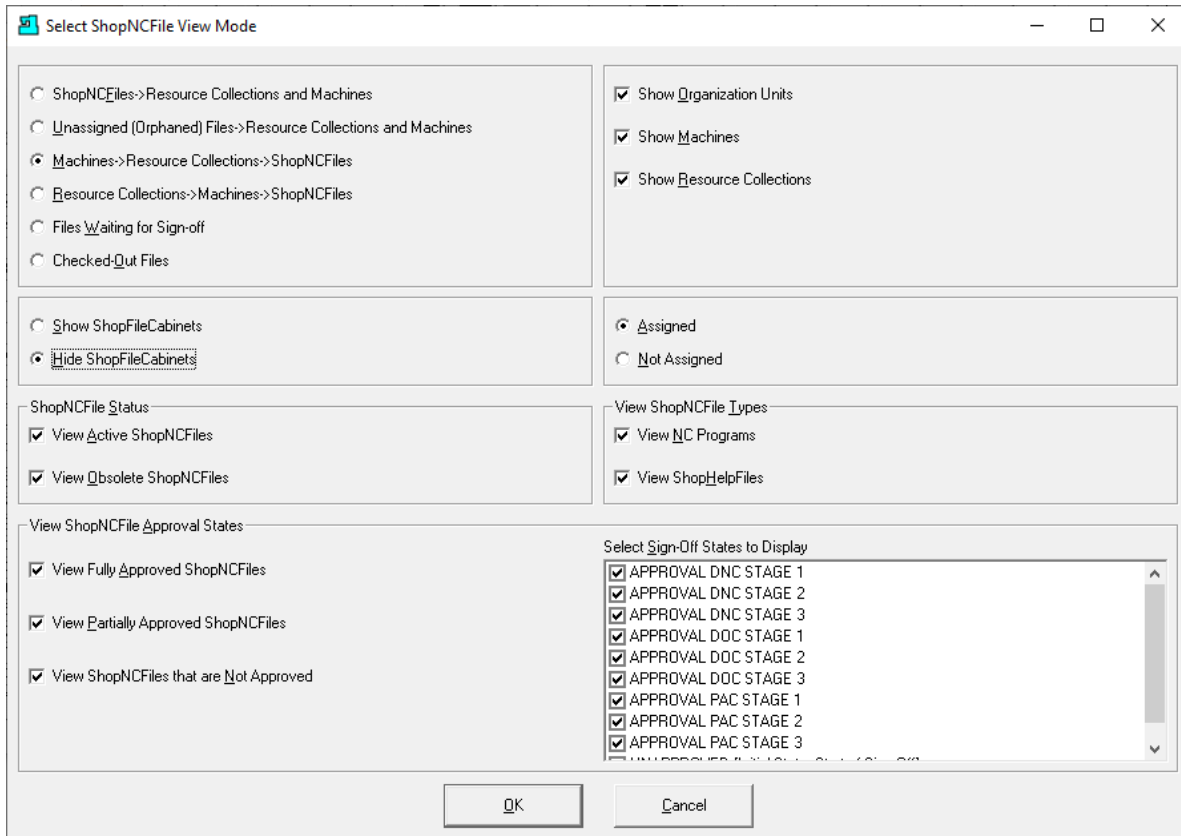 Select ShopNCFile View Mode
ShopNCFiles->Resource Collections and Machines
Unassigned (Orphaned) Files->Resource Collections and Machines
Machines->Resource Collections->ShopNCFiles
Resource Collections->Machines->ShopNCFiles
Files Waiting for Sign-off
Checked-Out Files
Show Organization Units
Show Machines
Show Resource Collections
Show ShopFileCabinets
Hide ShopFileCabinets
Assigned
Not Assigned
ShopNCFile Status
View Active ShopNCFiles
View Obsolete ShopNCFiles
View ShopNCFile Types
View NC Programs
View ShopHelpFiles
View ShopNCFile Approval States
View Fully Approved ShopNCFiles
View Partially Approved ShopNCFiles
View ShopNCFiles that are Not Approved
Select Sign-Off States to Display
APPROVAL DNC STAGE 1
APPROVAL DNC STAGE 2
APPROVAL DNC STAGE 3
APPROVAL DOC STAGE 1
APPROVAL DOC STAGE 2
APPROVAL DOC STAGE 3
APPROVAL PAC STAGE 1
APPROVAL PAC STAGE 2
APPROVAL PAC STAGE 3
OK
Cancel